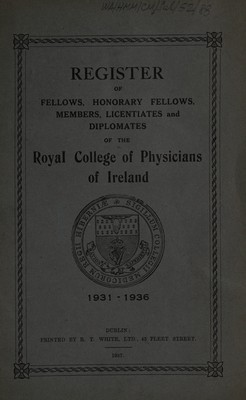 REGISTER
OF
FELLOWS, HONORARY FELLOWS,
MEMBERS, LICENTIATES and
DIPLOMATES
OF THE
Royal College of Physicians
of Ireland
1931 - 1936
DUBLIN:
PRINTED BY R. T. WHITE, LTD., 45 FLEET STREET